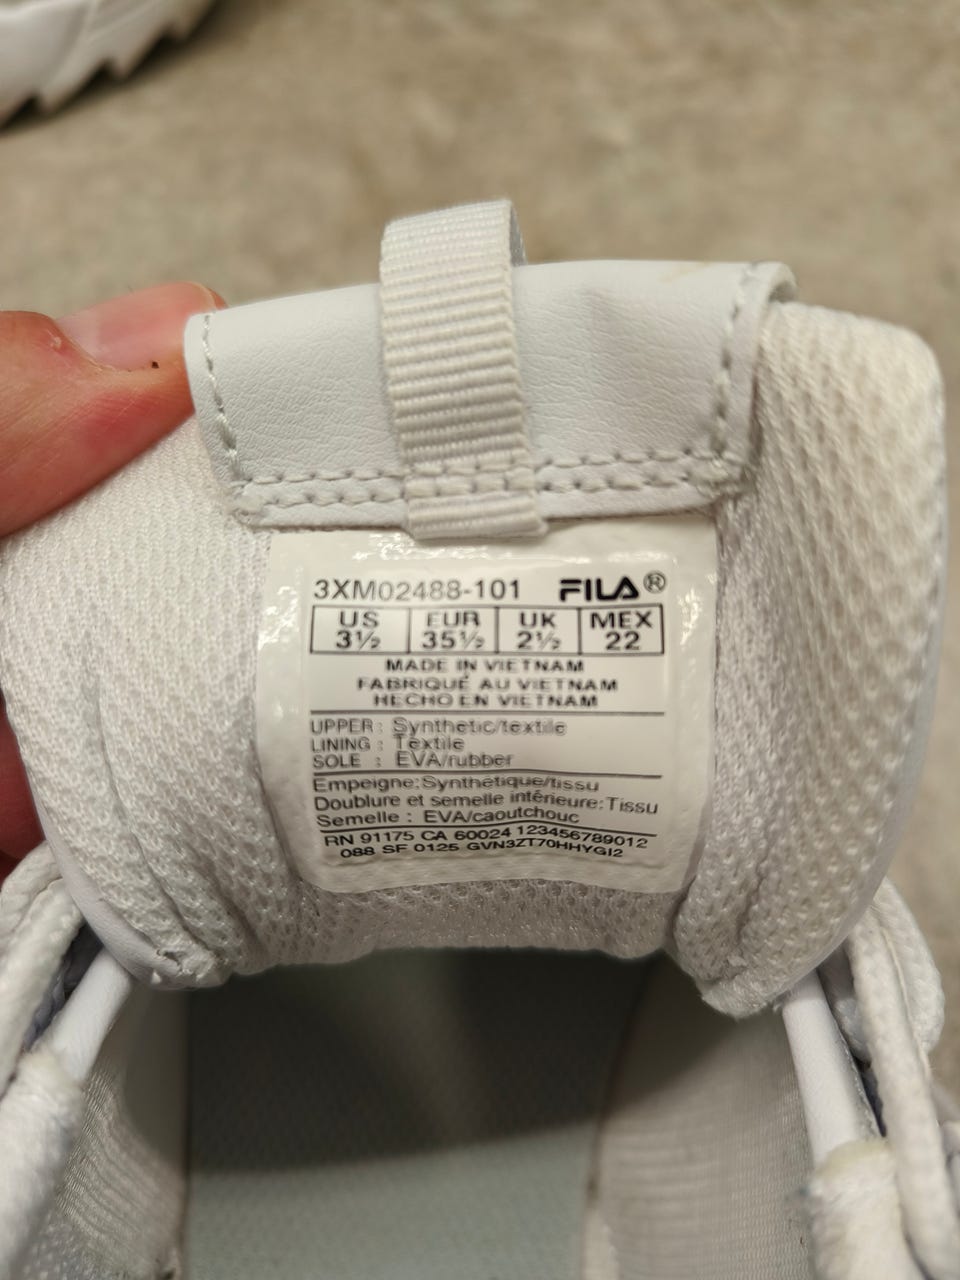 3XM02488-101 FILA®
US EUR UK MEX
3½ 35½ 2½ 22
MADE IN VIETNAM
FABRIQUÉ AU VIETNAM
HECHO EN VIETNAM
UPPER : Synthetic/textile
LINING : Textile
SOLE : EVA/rubber
Empeigne: Synthétique/tissu
Doublure et semelle intérieure: Tissu
Semelle : EVA/caoutchouc
RN 91175 CA 60024 123456789012
088 SF 0125 GVN3ZT70HHYGI2